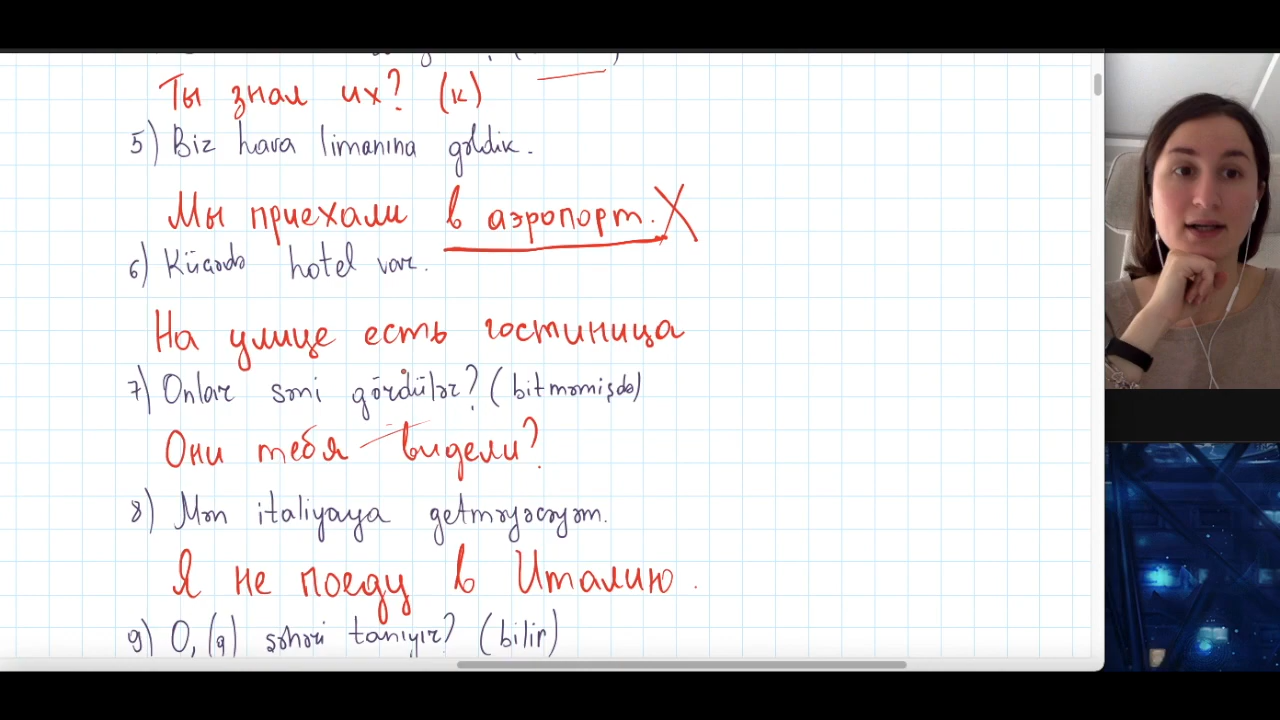 Ты знал их? (к)
5) Biz hava limanına gəldik.
Мы приехали в аэропорт. X
6) Küçədə hotel var.
На улице есть гостиница
7) Onlar səni gördülər? (bitməmişdə)
Они тебя видели?
8) Mən italiyaya getməyəcəyəm.
Я не поеду в Италию.
9) O, (q) şəhəri tanıyır? (bilir)